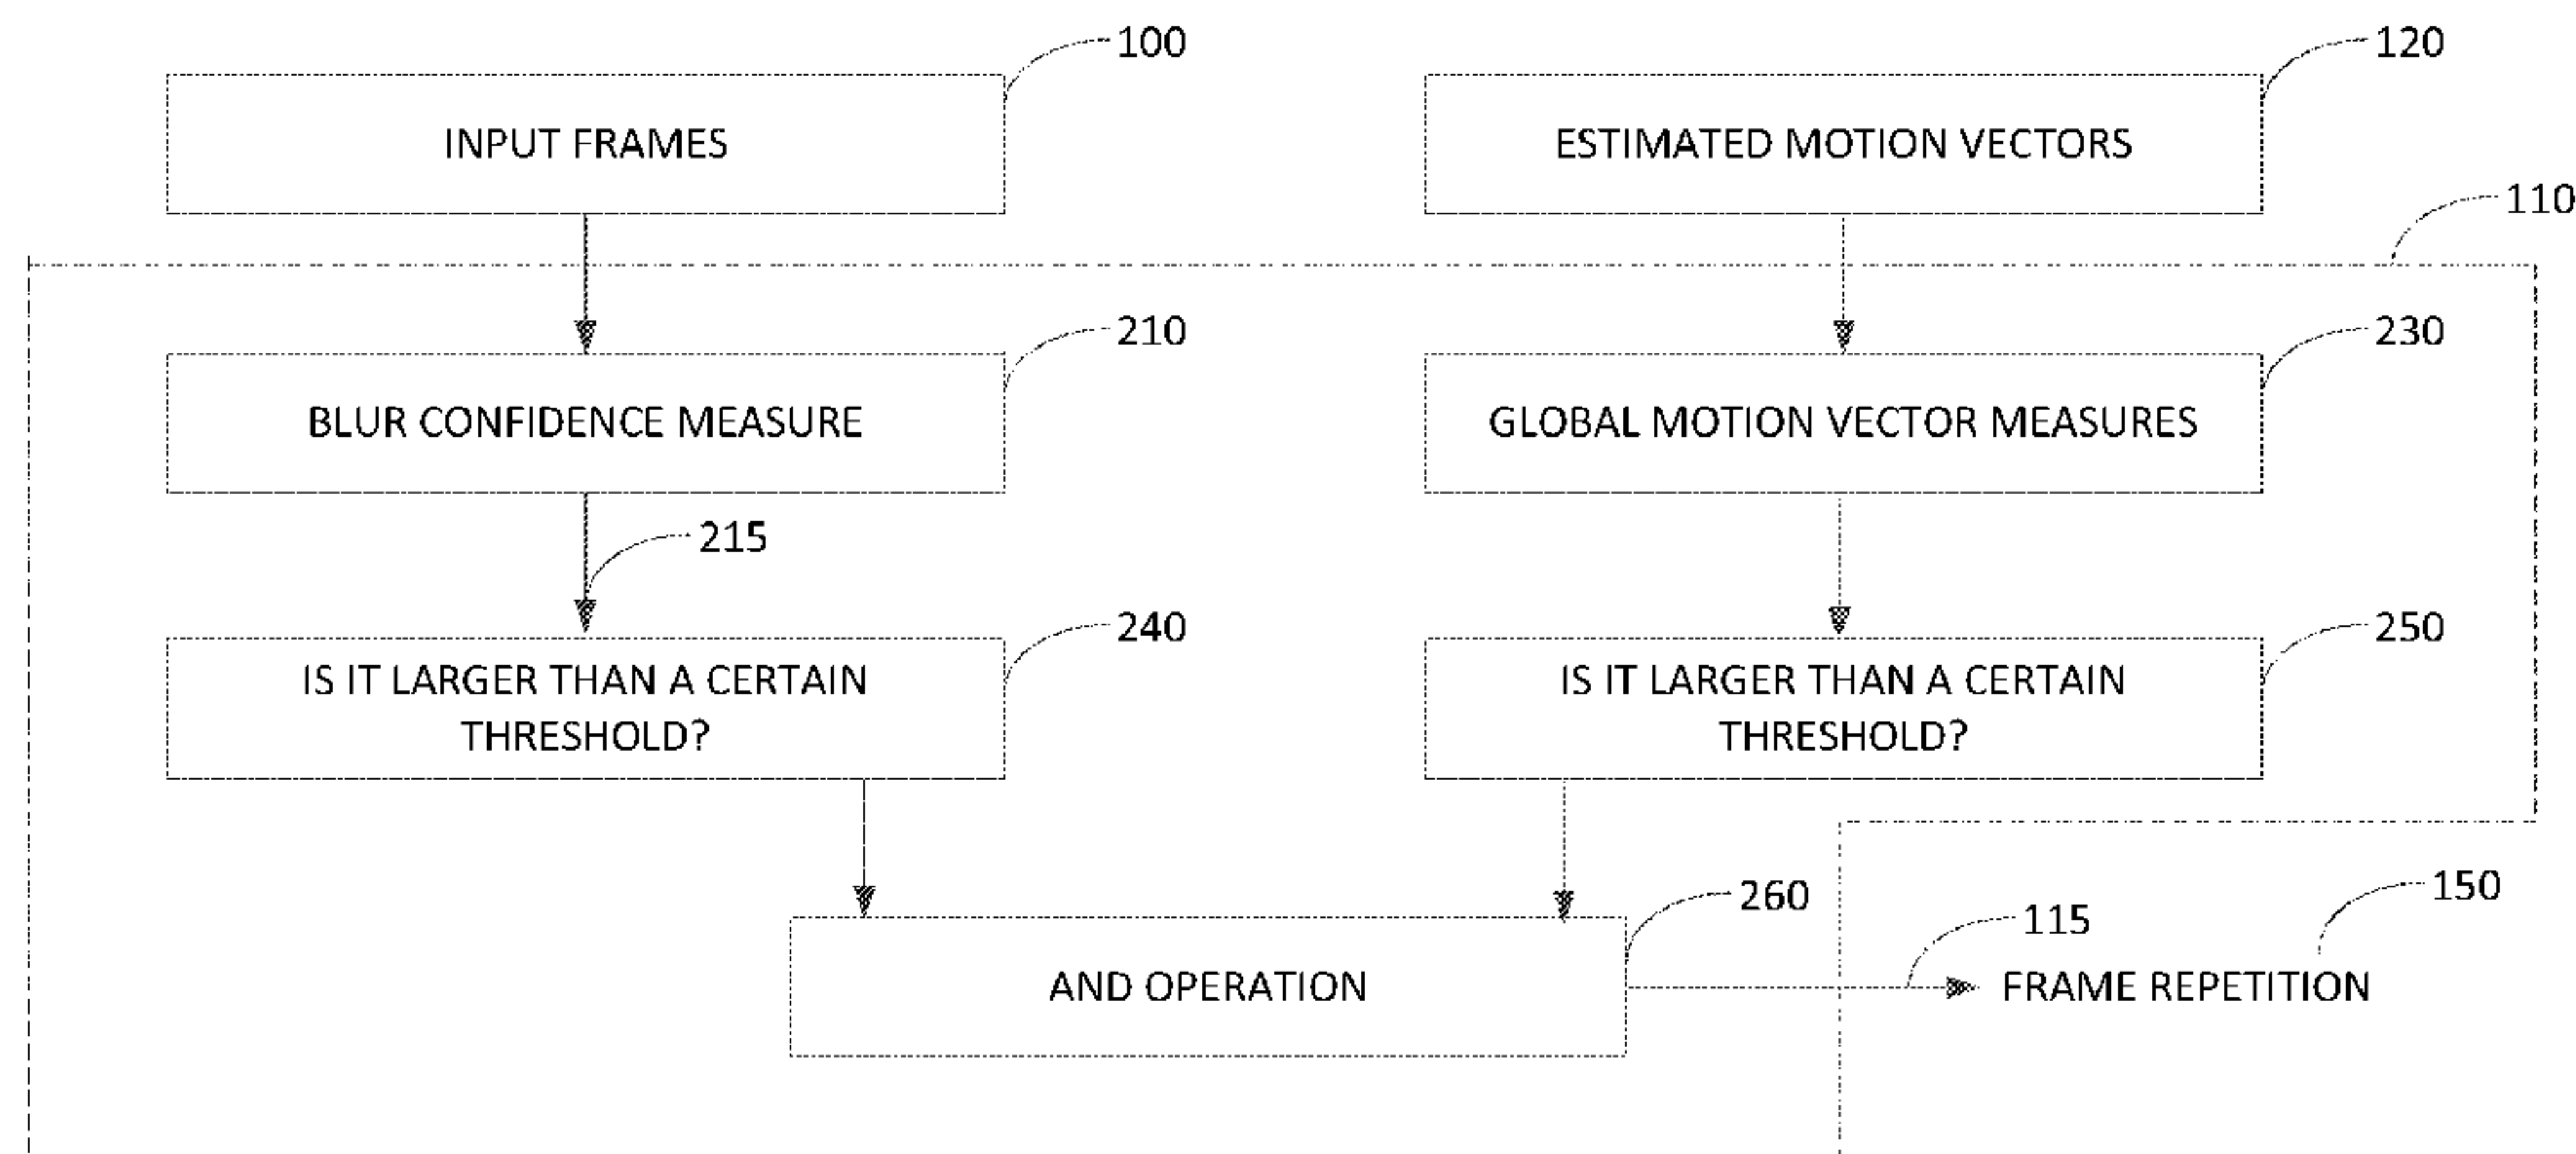 100
120
INPUT FRAMES
ESTIMATED MOTION VECTORS
110
210
230
BLUR CONFIDENCE MEASURE
GLOBAL MOTION VECTOR MEASURES
215
240
250
IS IT LARGER THAN A CERTAIN
THRESHOLD?
IS IT LARGER THAN A CERTAIN
THRESHOLD?
260
115
150
AND OPERATION
FRAME REPETITION